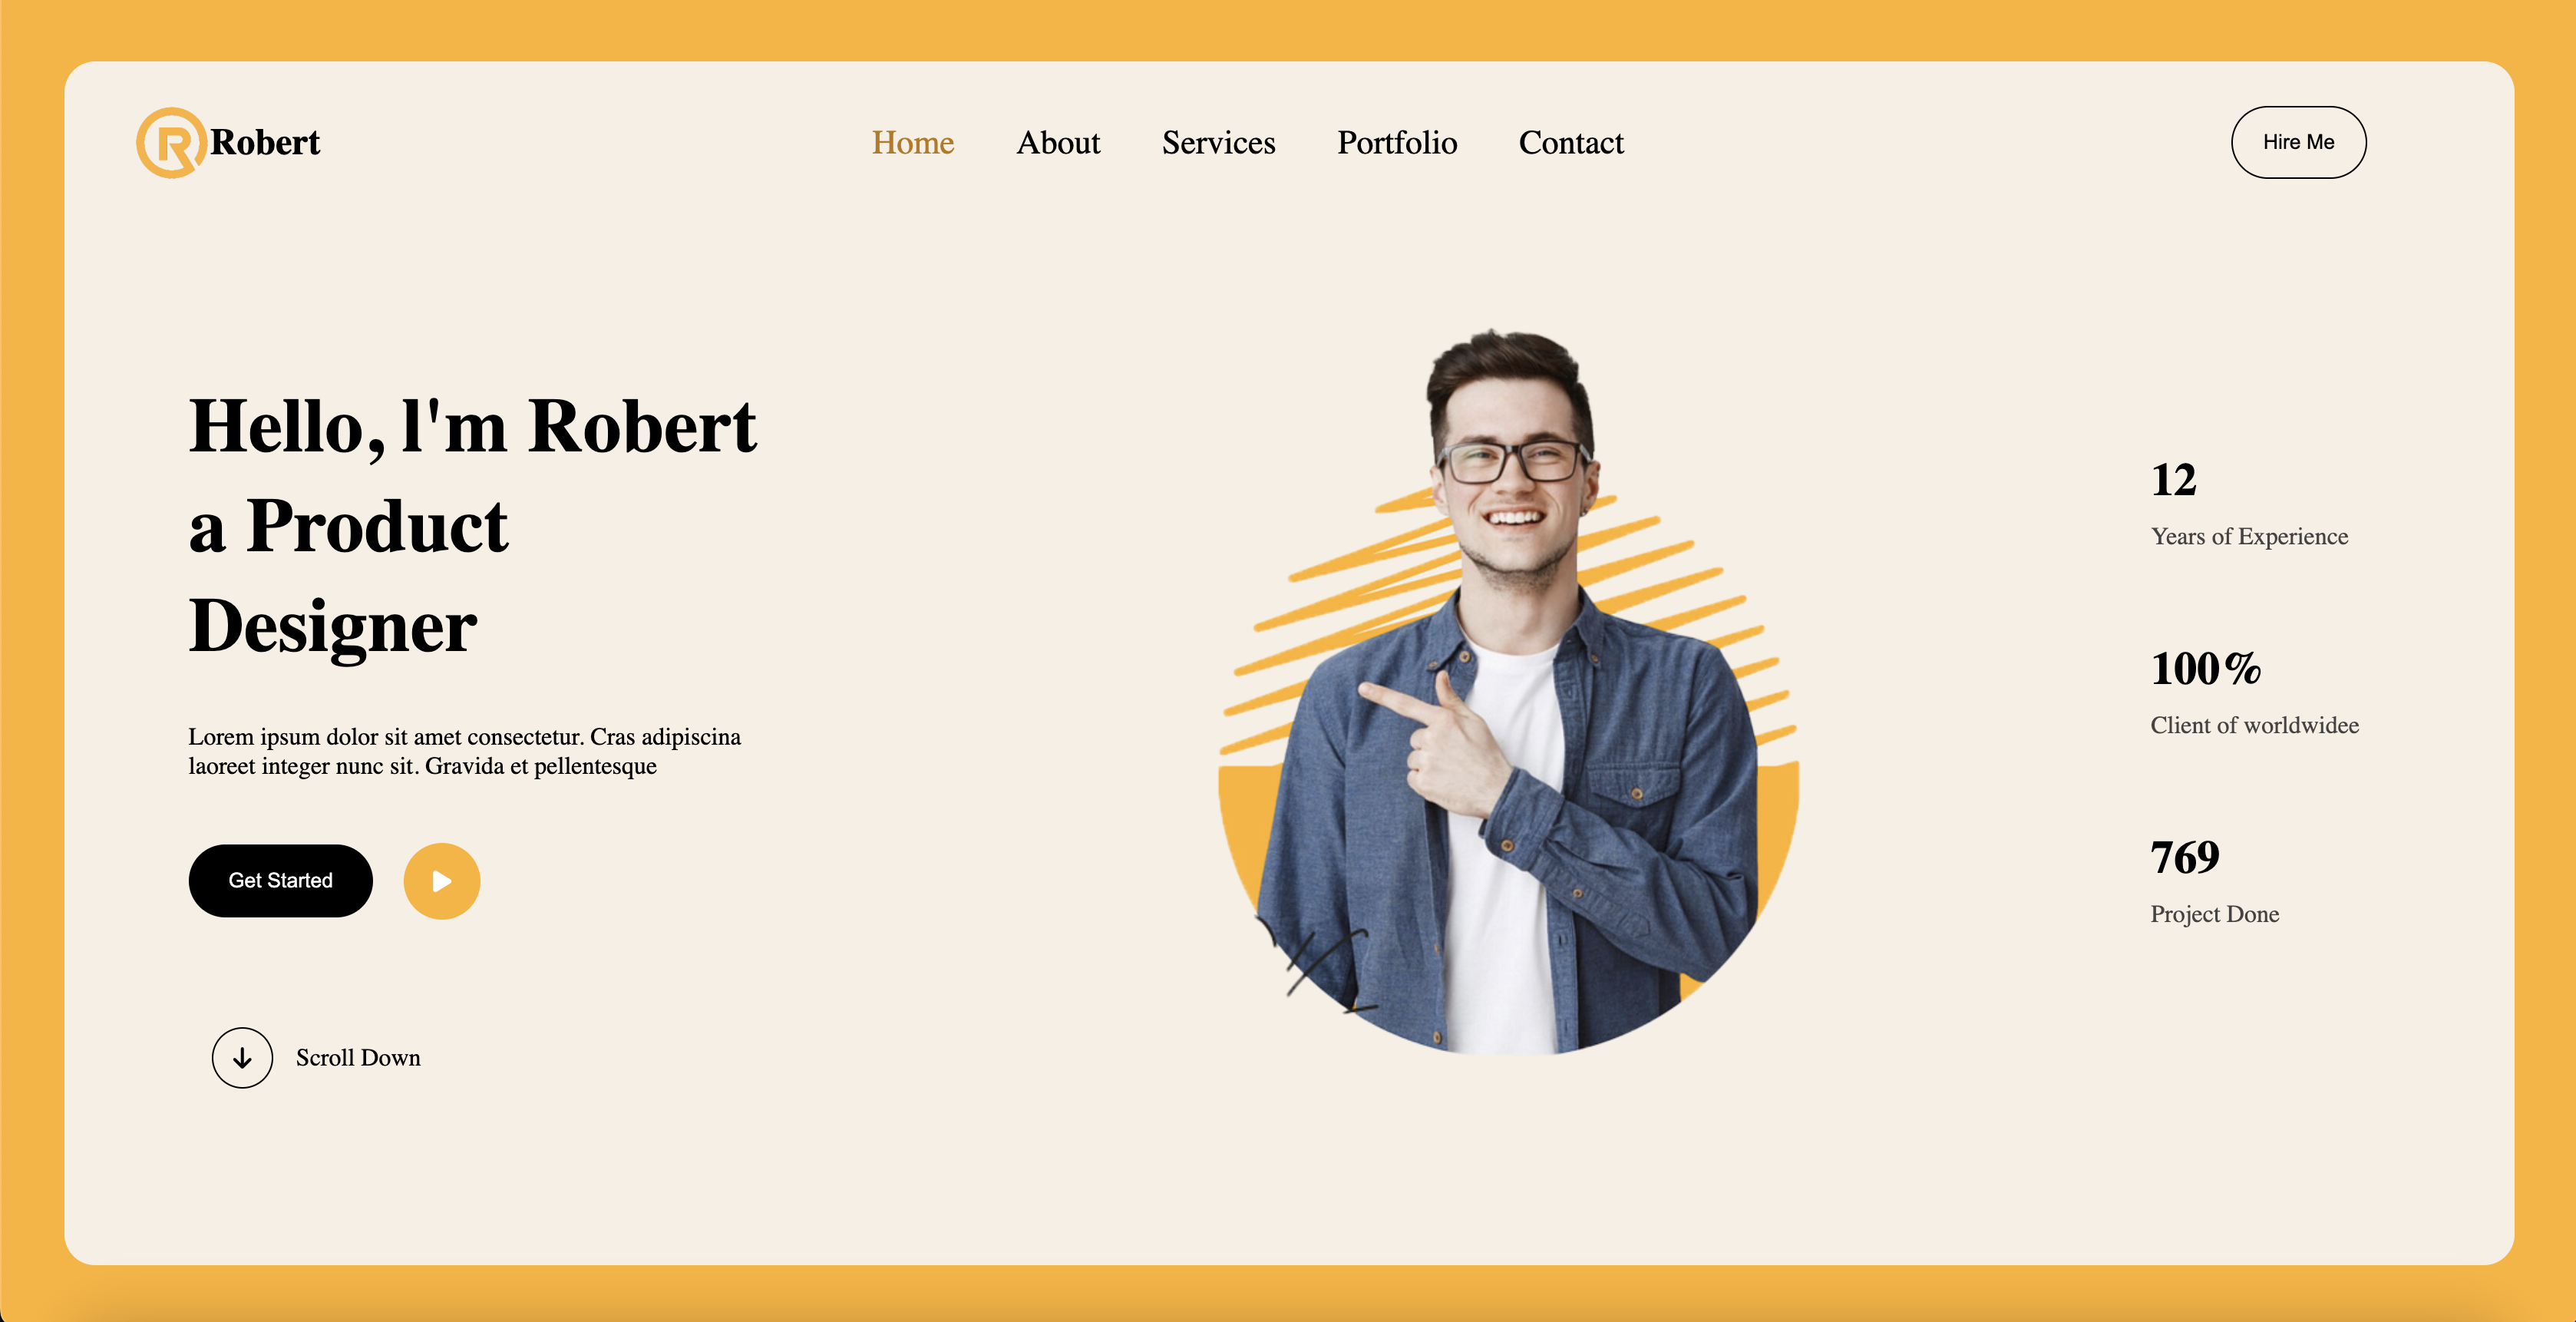 Robert
Home About Services Portfolio Contact
Hire Me
Hello, l'm Robert
a Product
Designer
Lorem ipsum dolor sit amet consectetur. Cras adipiscina
laoreet integer nunc sit. Gravida et pellentesque
Get Started
Scroll Down
12
Years of Experience
100%
Client of worldwidee
769
Project Done